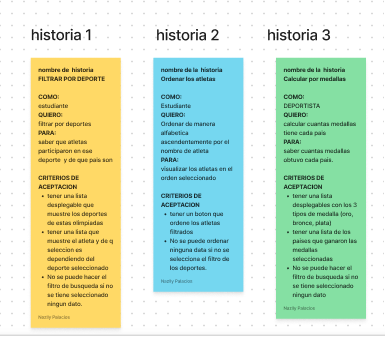 historia 1
nombre de historia
FILTRAR POR DEPORTE
COMO:
estudiante
QUIERO:
filtrar por deportes
PARA:
saber que atletas
participaron en ese
deporte y de que pais son
CRITERIOS DE
ACEPTACION
• tener una lista
desplegable que
muestre los deportes
de estas olimpiadas
• tener una lista que
muestre el atleta y de q
seleccion es
dependiendo del
deporte seleccionado
• No se puede hacer el
filtro de busqueda si no
se tiene seleccionado
ningun dato.
Neidy Palacios
historia 2
nombre de la historia
Ordenar los atletas
COMO:
Estudiante
QUIERO:
Ordenar de manera
alfabetica
ascendentemente por el
nombre de atleta
PARA:
visualizar los atletas en el
orden seleccionado
CRITERIOS DE
ACEPTACION
• tener un boton que
ordene los atletas
filtrados
• No se puede ordenar
ninguna data si no se
selecciona el filtro de
los deportes.
Neidy Palacios
historia 3
nombre de la historia
Calcular por medallas
COMO:
DEPORTISTA
QUIERO:
calcular cuantas medallas
tiene cada pais
PARA:
saber cuantas medallas
obtuvo cada pais.
CRITERIOS DE
ACEPTACION
• tener una lista
desplegables con los 3
tipos de medalla (oro,
bronce, plata)
• tener una lista de los
paises que ganaron las
medallas
seleccionadas
• No se puede hacer el
filtro de busqueda si no
se tiene seleccionado
ningun dato
Neidy Palacios